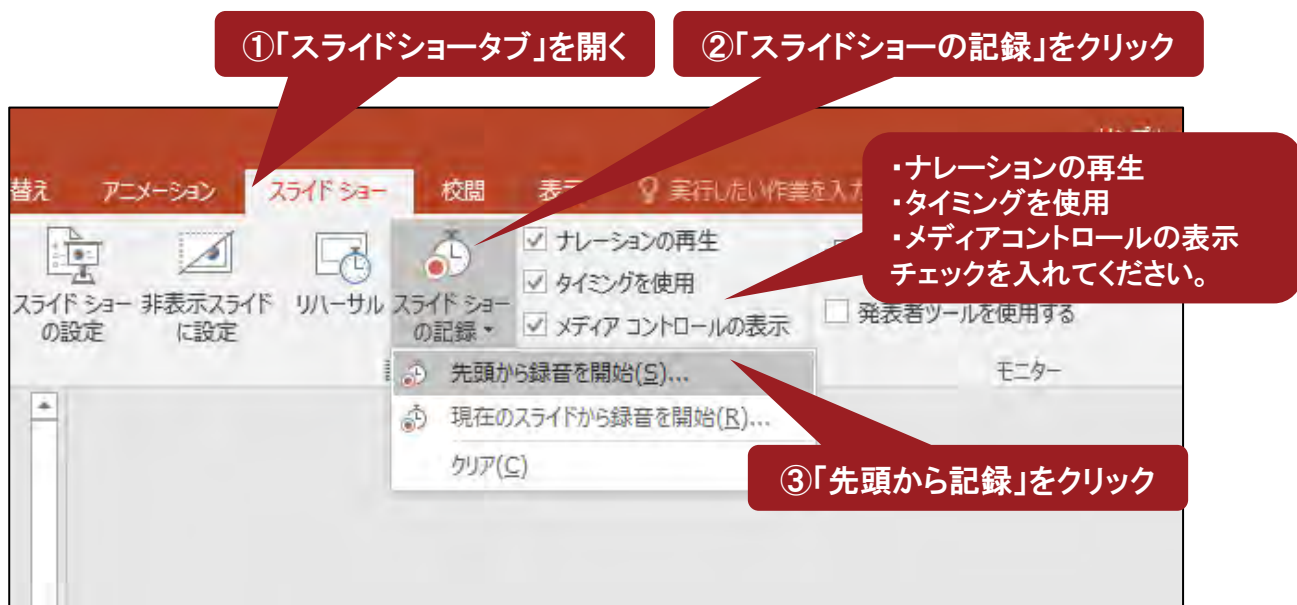 ①「スライドショータブ」を開く
②「スライドショーの記録」をクリック
・ナレーションの再生
・タイミングを使用
・メディアコントロールの表示
チェックを入れてください。
替え アニメーション スライド ショー 校閲 表示 実行したい作業を入力
スライド ショー
の設定
非表示スライド
に設定
リハーサル
スライド ショー
の記録
ナレーションの再生
タイミングを使用
メディア コントロールの表示
発表者ツールを使用する
モニター
先頭から録音を開始(S)...
現在のスライドから録音を開始(R)...
クリア(C)
③「先頭から記録」をクリック